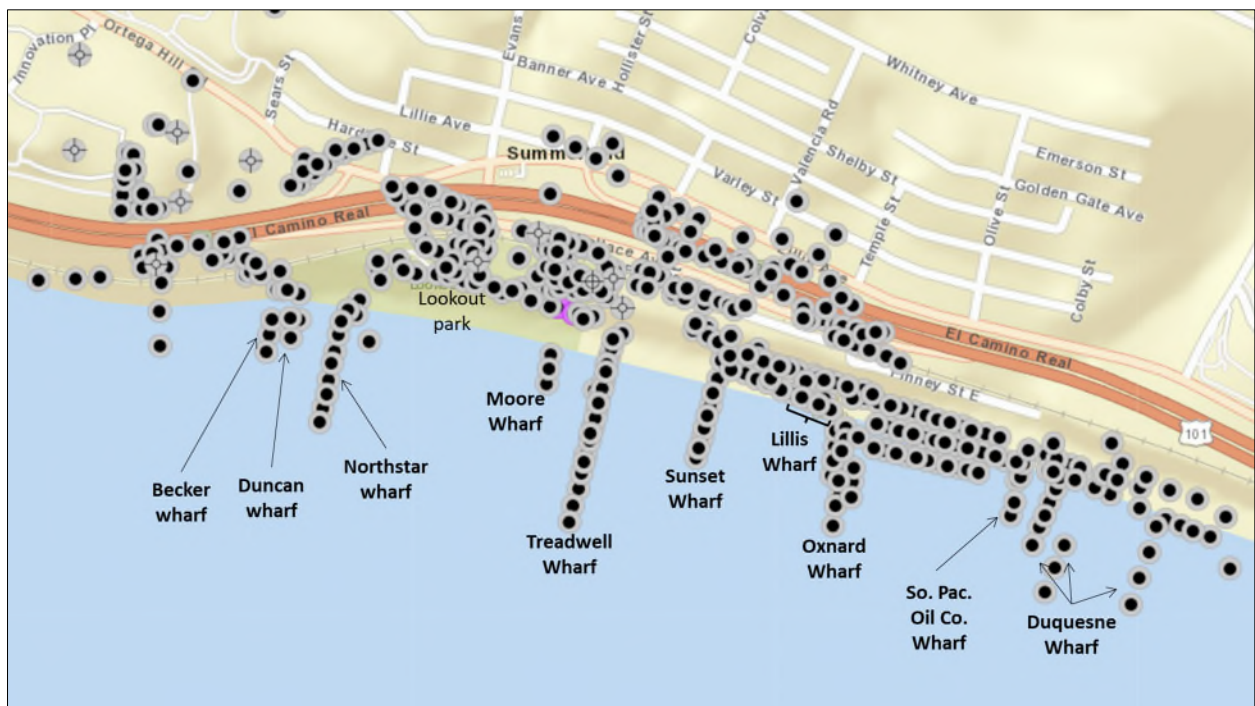 Innovation Pl
Ortega Hill
Sears St
Evans
Hollister St
Banner Ave
Whitney Ave
Lillie Ave
Valencia Rd
Emerson St
Shelby St
Golden Gate Ave
Varley St
Temple St
Olive St
Colby St
El Camino Real
Lookout
park
El Camino Real
Finney St E
101
Moore
Wharf
Lillis
Wharf
Northstar
wharf
Sunset
Wharf
Duncan
wharf
Becker
wharf
Treadwell
Wharf
Oxnard
Wharf
So. Pac.
Oil Co.
Wharf
Duquesne
Wharf